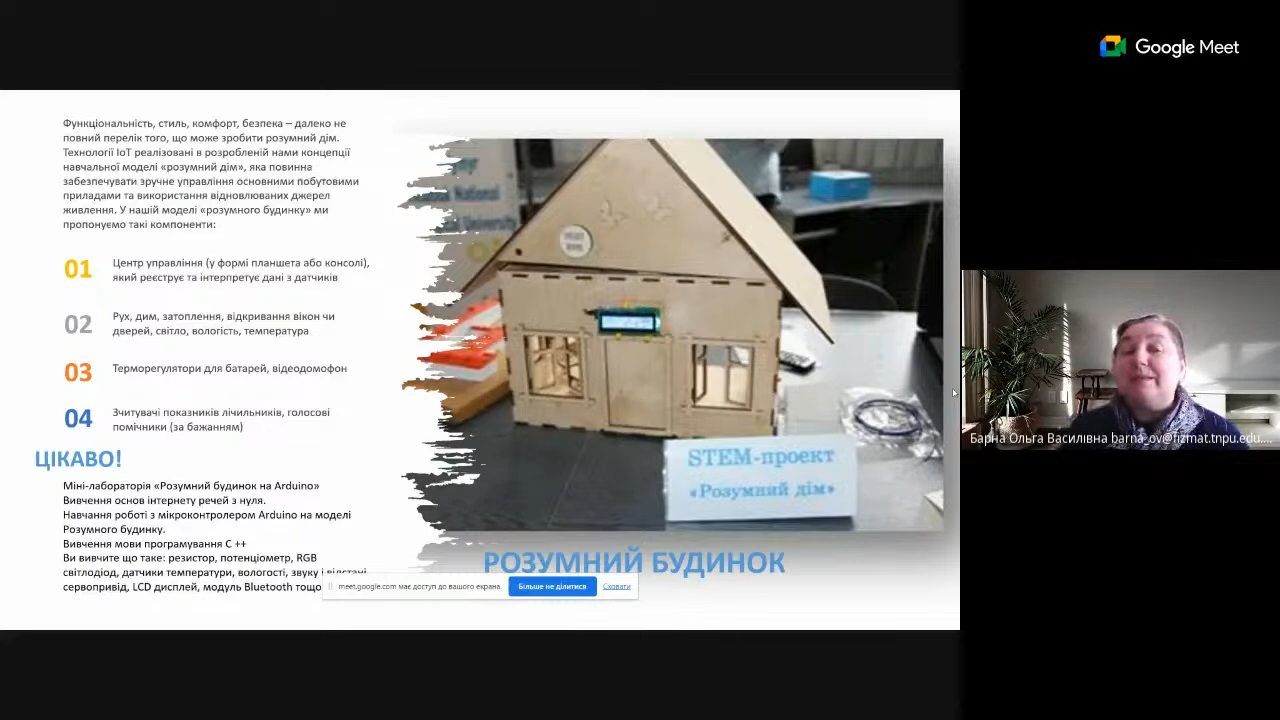 Google Meet
Функціональність, стиль, комфорт, безпека – далеко не
повний перелік того, що може зробити розумний дім.
Технології IoT реалізовані в розробленій нами концепції
навчальної моделі «розумний дім», яка повинна
забезпечувати зручне управління основними побутовими
приладами та використання відновлюваних джерел
живлення. У нашій моделі «розумного будинку» ми
пропонуємо такі компоненти:
01 Центр управління (у формі планшета або консолі),
який реєструє та інтерпретує дані з датчиків
02 Рух, дим, затоплення, відкривання вікон чи
дверей, світло, вологість, температура
03 Терморегулятори для батарей, відеодомофон
04 Зчитувачі показників лічильників, голосові
помічники (за бажанням)
ЦІКАВО!
Міні-лабораторія «Розумний будинок на Arduino»
Вивчення основ інтернету речей з нуля.
Навчання роботі з мікроконтролером Arduino на моделі
Розумного будинку.
Вивчення мови програмування C ++
Ви вивчите що таке: резистор, потенціометр, RGB
світлодіод, датчики температури, вологості, звуку і відстані
сервопривід, LCD дисплей, модуль Bluetooth тощо
National
University
STEM-проект
«Розумний дім»
РОЗУМНИЙ БУДИНОК
meet.google.com має доступ до вашого екрана.
Більше не ділитися
Сховати
Барна Ольга Василівна barna_ov@fizmat.tnpu.edu....